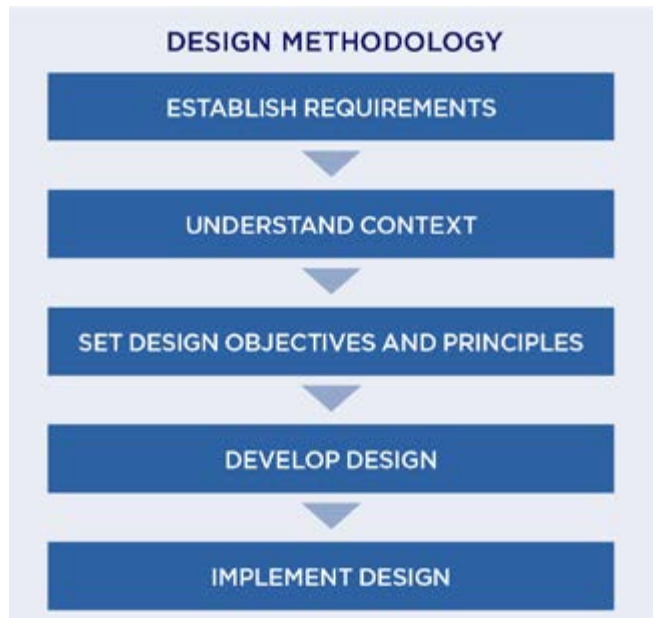 DESIGN METHODOLOGY
ESTABLISH REQUIREMENTS
UNDERSTAND CONTEXT
SET DESIGN OBJECTIVES AND PRINCIPLES
DEVELOP DESIGN
IMPLEMENT DESIGN